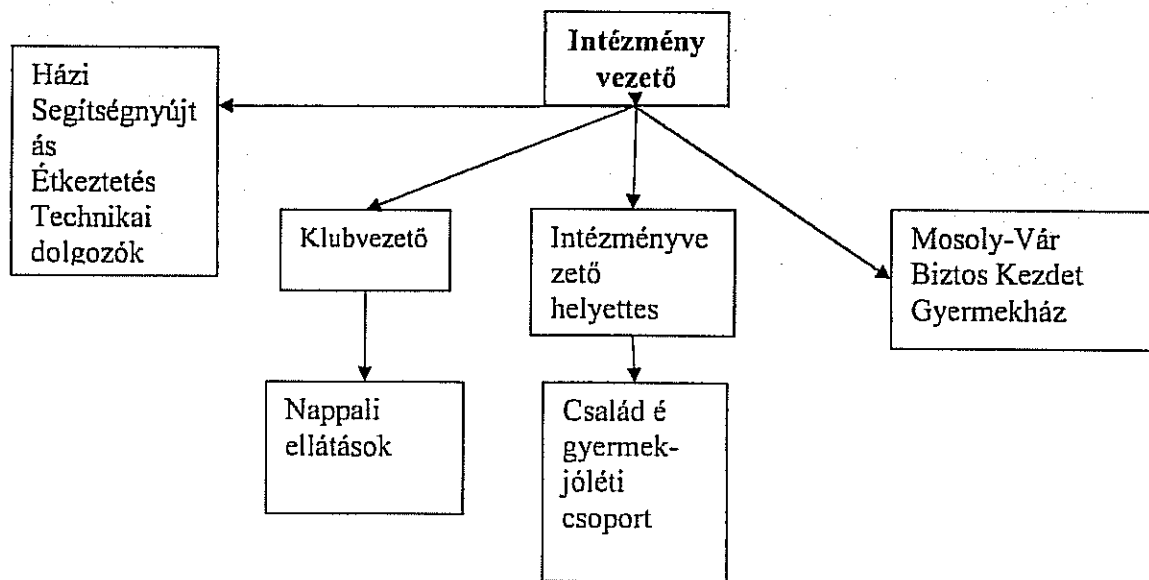 Intézmény
vezető
Házi
Segítségnyújt
ás
Étkeztetés
Technikai
dolgozók
Klubvezető
Intézményve
zető
helyettes
Mosoly-Vár
Biztos Kezdet
Gyermekház
Nappali
ellátások
Család é
gyermek-
jóléti
csoport